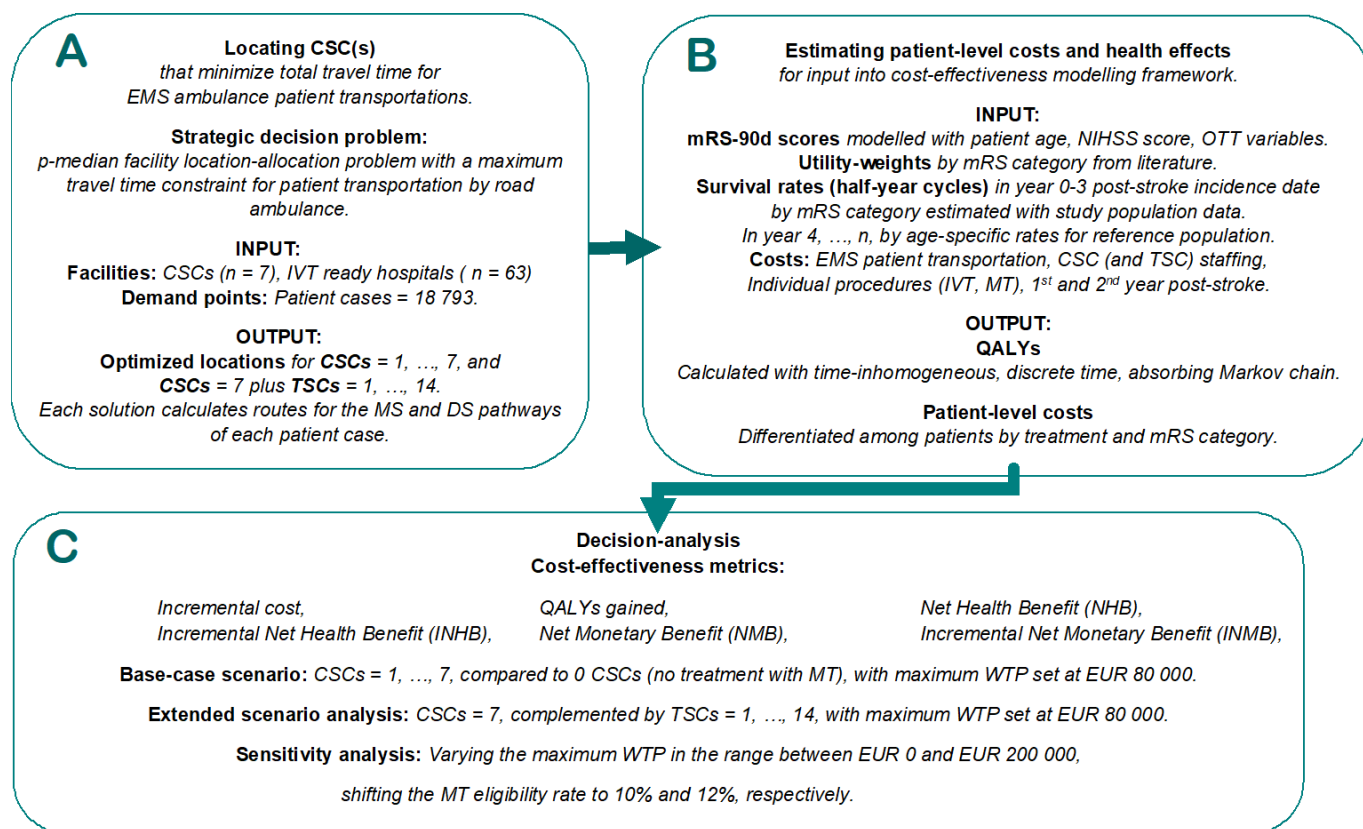 A
Locating CSC(s)
that minimize total travel time for
EMS ambulance patient transportations.
Strategic decision problem:
p-median facility location-allocation problem with a maximum
travel time constraint for patient transportation by road
ambulance.
INPUT:
Facilities: CSCs (n = 7), IVT ready hospitals ( n = 63)
Demand points: Patient cases = 18 793.
OUTPUT:
Optimized locations for CSCs = 1, …, 7, and
CSCs = 7 plus TSCs = 1, …, 14.
Each solution calculates routes for the MS and DS pathways
of each patient case.
B
Estimating patient-level costs and health effects
for input into cost-effectiveness modelling framework.
INPUT:
mRS-90d scores modelled with patient age, NIHSS score, OTT variables.
Utility-weights by mRS category from literature.
Survival rates (half-year cycles) in year 0-3 post-stroke incidence date
by mRS category estimated with study population data.
In year 4, …, n, by age-specific rates for reference population.
Costs: EMS patient transportation, CSC (and TSC) staffing,
Individual procedures (IVT, MT), 1st and 2nd year post-stroke.
OUTPUT:
QALYs
Calculated with time-inhomogeneous, discrete time, absorbing Markov chain.
Patient-level costs
Differentiated among patients by treatment and mRS category.
C
Decision-analysis
Cost-effectiveness metrics:
Incremental cost, QALYs gained, Net Health Benefit (NHB),
Incremental Net Health Benefit (INHB), Net Monetary Benefit (NMB), Incremental Net Monetary Benefit (INMB),
Base-case scenario: CSCs = 1, …, 7, compared to 0 CSCs (no treatment with MT), with maximum WTP set at EUR 80 000.
Extended scenario analysis: CSCs = 7, complemented by TSCs = 1, …, 14, with maximum WTP set at EUR 80 000.
Sensitivity analysis: Varying the maximum WTP in the range between EUR 0 and EUR 200 000,
shifting the MT eligibility rate to 10% and 12%, respectively.